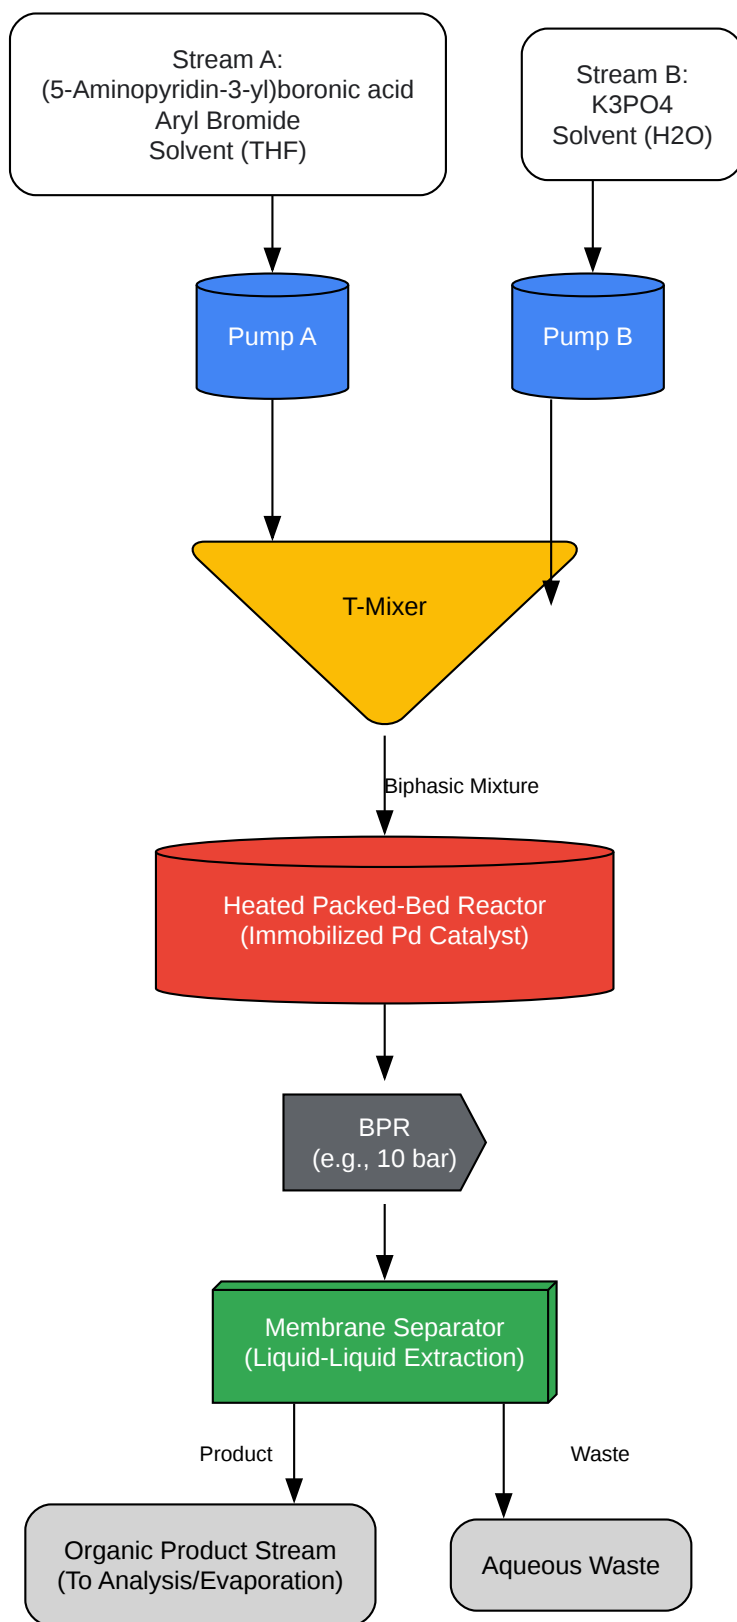 Stream A:
(5-Aminopyridin-3-yl)boronic acid
Aryl Bromide
Solvent (THF)
Stream B:
K3PO4
Solvent (H2O)
Pump A
Pump B
T-Mixer
Biphasic Mixture
Heated Packed-Bed Reactor
(Immobilized Pd Catalyst)
BPR
(e.g., 10 bar)
Membrane Separator
(Liquid-Liquid Extraction)
Product
Waste
Organic Product Stream
(To Analysis/Evaporation)
Aqueous Waste